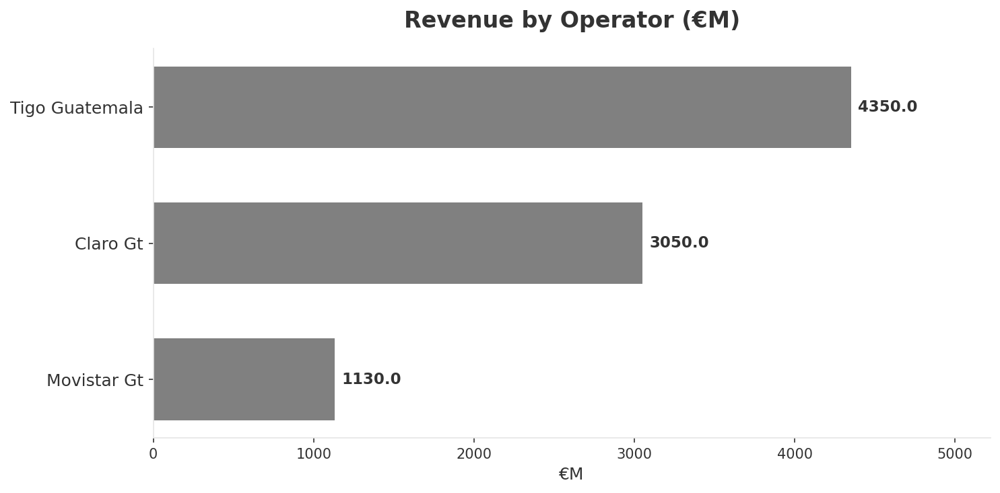 Revenue by Operator (€M)
Tigo Guatemala
4350.0
Claro Gt
3050.0
Movistar Gt
1130.0
0 1000 2000 3000 4000 5000
€M